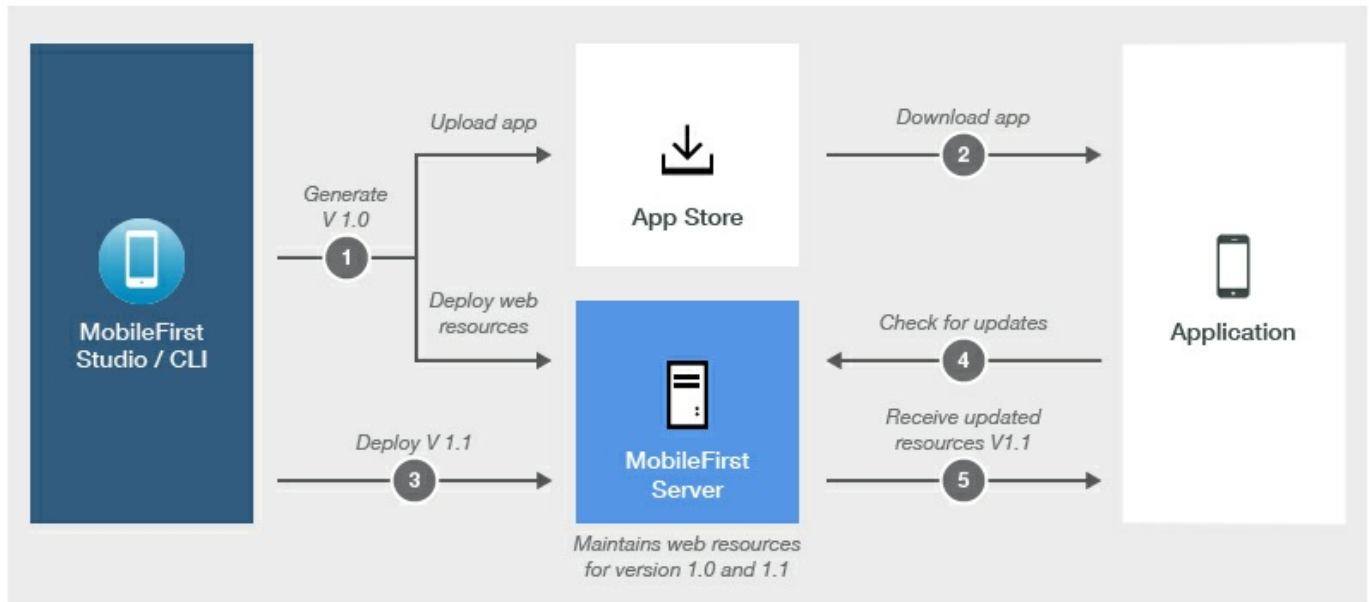 Upload app
Generate
V 1.0
1
Deploy web
resources
MobileFirst
Studio / CLI
Deploy V 1.1
3
App Store
MobileFirst
Server
Maintains web resources
for version 1.0 and 1.1
Download app
2
Check for updates
4
Receive updated
resources V1.1
5
Application